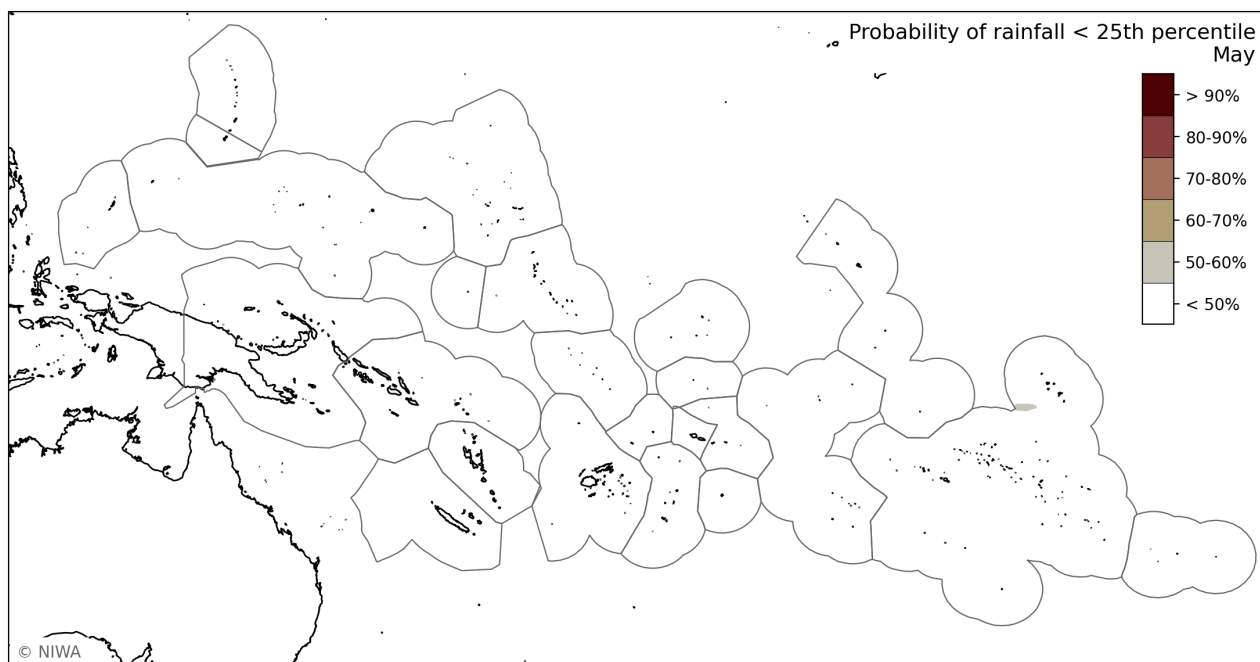 Probability of rainfall < 25th percentile
May
> 90%
80-90%
70-80%
60-70%
50-60%
< 50%
© NIWA